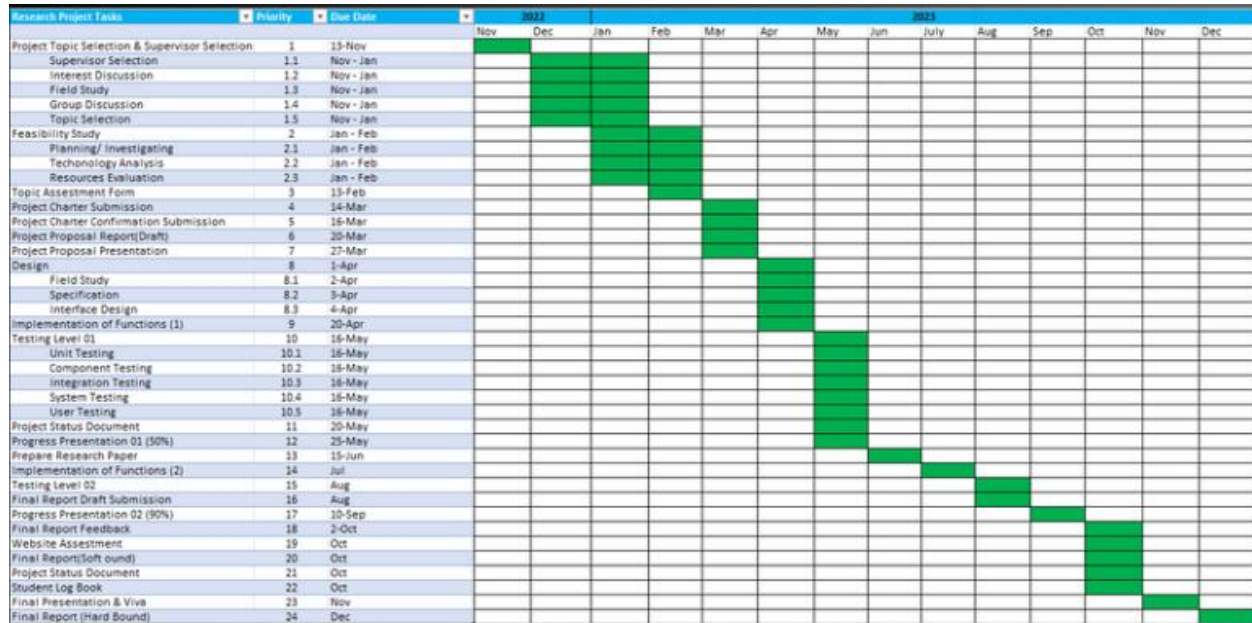 Research Project Tasks Priority Due Date 2022 2023
Nov Dec Jan Feb Mar Apr May Jun July Aug Sep Oct Nov Dec
Project Topic Selection & Supervisor Selection 1 13-Nov
Supervisor Selection 1.1 Nov - Jan
Interest Discussion 1.2 Nov - Jan
Field Study 1.3 Nov - Jan
Group Discussion 1.4 Nov - Jan
Topic Selection 1.5 Nov - Jan
Feasibility Study 2 Jan - Feb
Planning/ Investigating 2.1 Jan - Feb
Techonology Analysis 2.2 Jan - Feb
Resources Evaluation 2.3 Jan - Feb
Topic Assestment Form 3 13-Feb
Project Charter Submission 4 14-Mar
Project Charter Confirmation Submission 5 16-Mar
Project Proposal Report(Draft) 6 20-Mar
Project Proposal Presentation 7 27-Mar
Design 8 1-Apr
Field Study 8.1 2-Apr
Specification 8.2 3-Apr
Interface Design 8.3 4-Apr
Implementation of Functions (1) 9 20-Apr
Testing Level 01 10 16-May
Unit Testing 10.1 16-May
Component Testing 10.2 16-May
Integration Testing 10.3 16-May
System Testing 10.4 16-May
User Testing 10.5 16-May
Project Status Document 11 20-May
Progress Presentation 01 (50%) 12 25-May
Prepare Research Paper 13 15-Jun
Implementation of Functions (2) 14 Jul
Testing Level 02 15 Aug
Final Report Draft Submission 16 Aug
Progress Presentation 02 (90%) 17 10-Sep
Final Report Feedback 18 2-Oct
Website Assestment 19 Oct
Final Report(Soft ound) 20 Oct
Project Status Document 21 Oct
Student Log Book 22 Oct
Final Presentation & Viva 23 Nov
Final Report (Hard Bound) 24 Dec